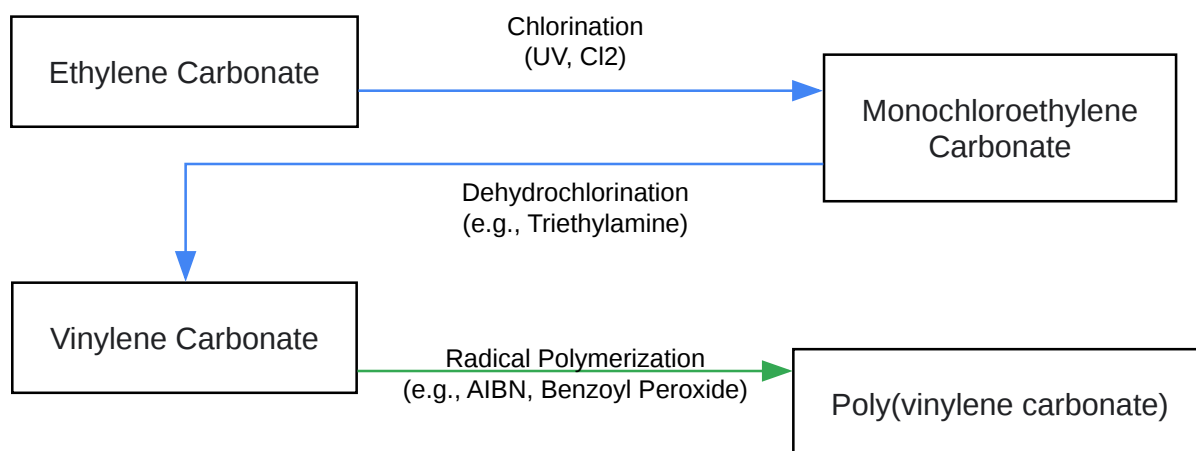 Chlorination
(UV, Cl2)
Ethylene Carbonate
Monochloroethylene
Carbonate
Dehydrochlorination
(e.g., Triethylamine)
Vinylene Carbonate
Radical Polymerization
(e.g., AIBN, Benzoyl Peroxide)
Poly(vinylene carbonate)